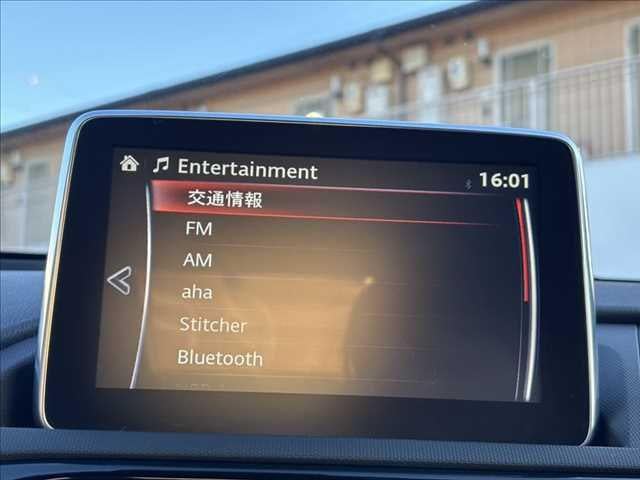 Entertainment 16:01
交通情報
FM
AM
aha
Stitcher
Bluetooth